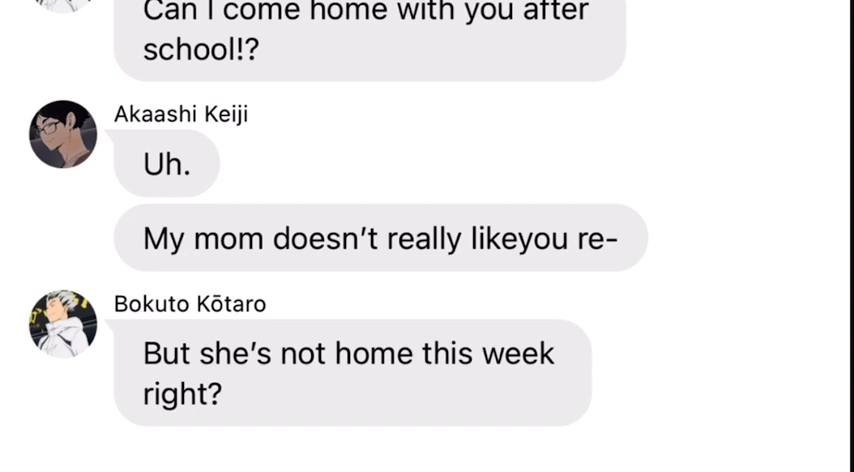 Can I come home with you after
school!?
Akaashi Keiji
Uh.
My mom doesn't really likeyou re-
Bokuto Kōtaro
But she's not home this week
right?